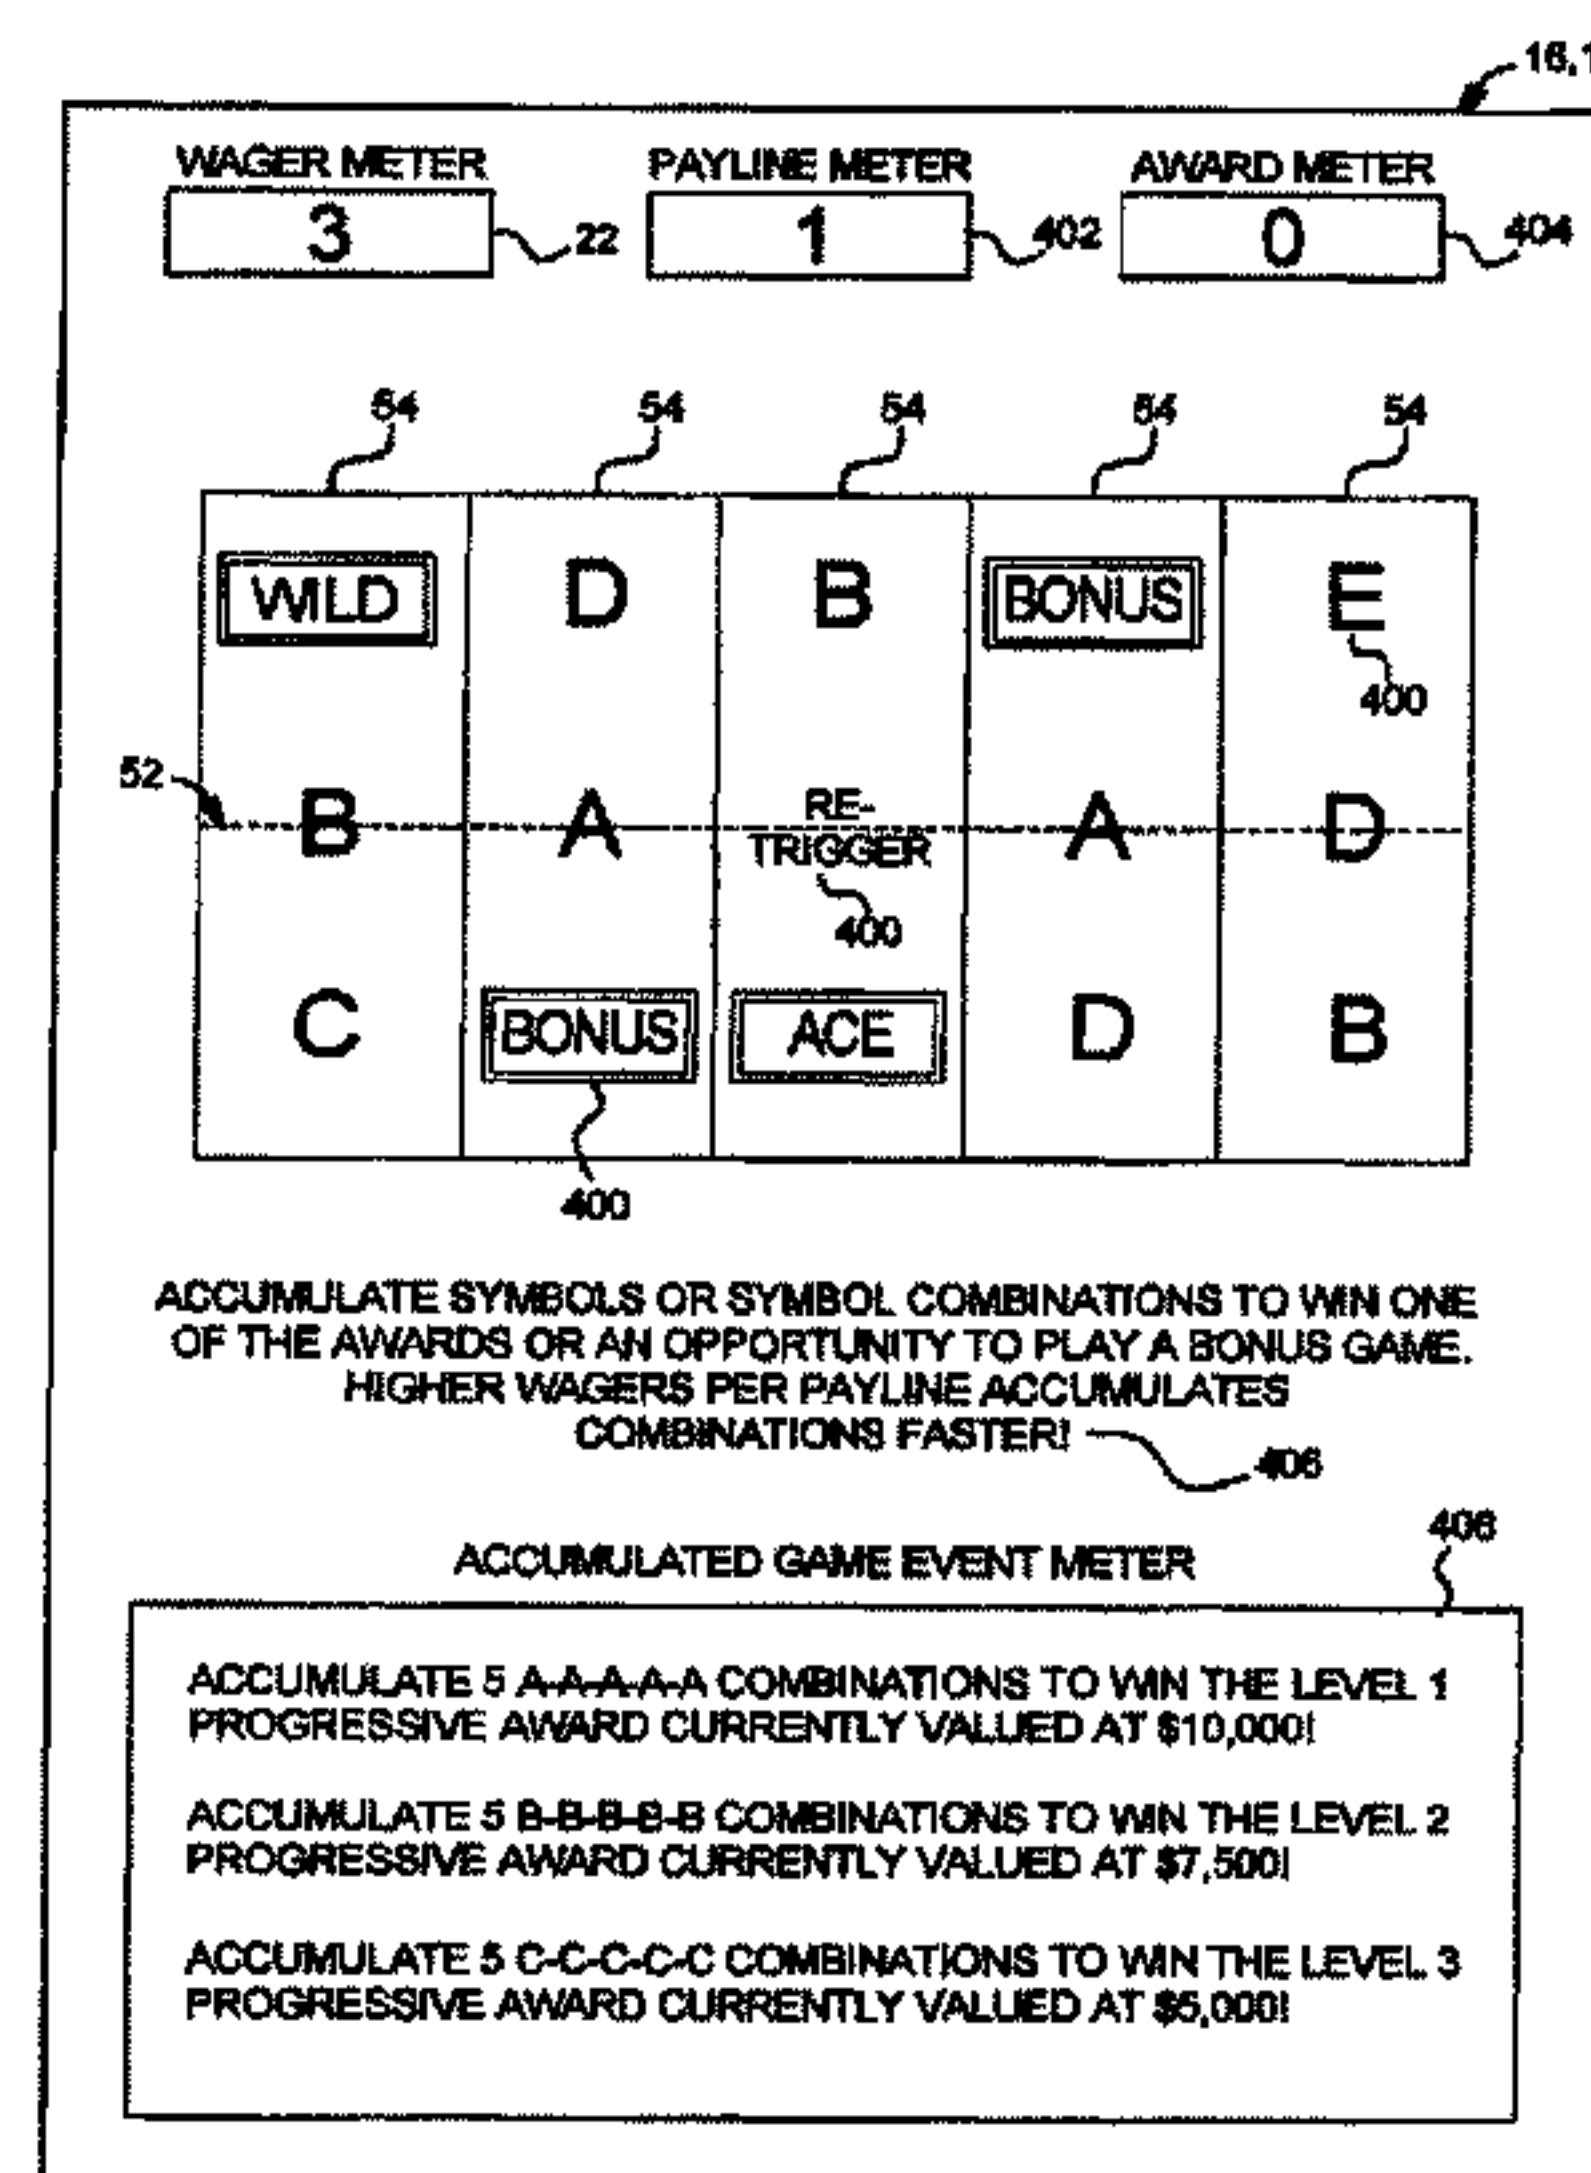 16,1
WAGER METER PAYLINE METER AWARD METER
3 22 1 402 0 404
54 54 54 54 54
WILD D B BONUS E
400
52
B A RE-TRIGGER A D
400
C BONUS ACE D B
400
ACCUMULATE SYMBOLS OR SYMBOL COMBINATIONS TO WIN ONE
OF THE AWARDS OR AN OPPORTUNITY TO PLAY A BONUS GAME.
HIGHER WAGERS PER PAYLINE ACCUMULATES
COMBINATIONS FASTER!
406
408
ACCUMULATED GAME EVENT METER
ACCUMULATE 5 A-A-A-A-A COMBINATIONS TO WIN THE LEVEL 1
PROGRESSIVE AWARD CURRENTLY VALUED AT $10,000!
ACCUMULATE 5 B-B-B-B-B COMBINATIONS TO WIN THE LEVEL 2
PROGRESSIVE AWARD CURRENTLY VALUED AT $7,500!
ACCUMULATE 5 C-C-C-C-C COMBINATIONS TO WIN THE LEVEL 3
PROGRESSIVE AWARD CURRENTLY VALUED AT $5,000!